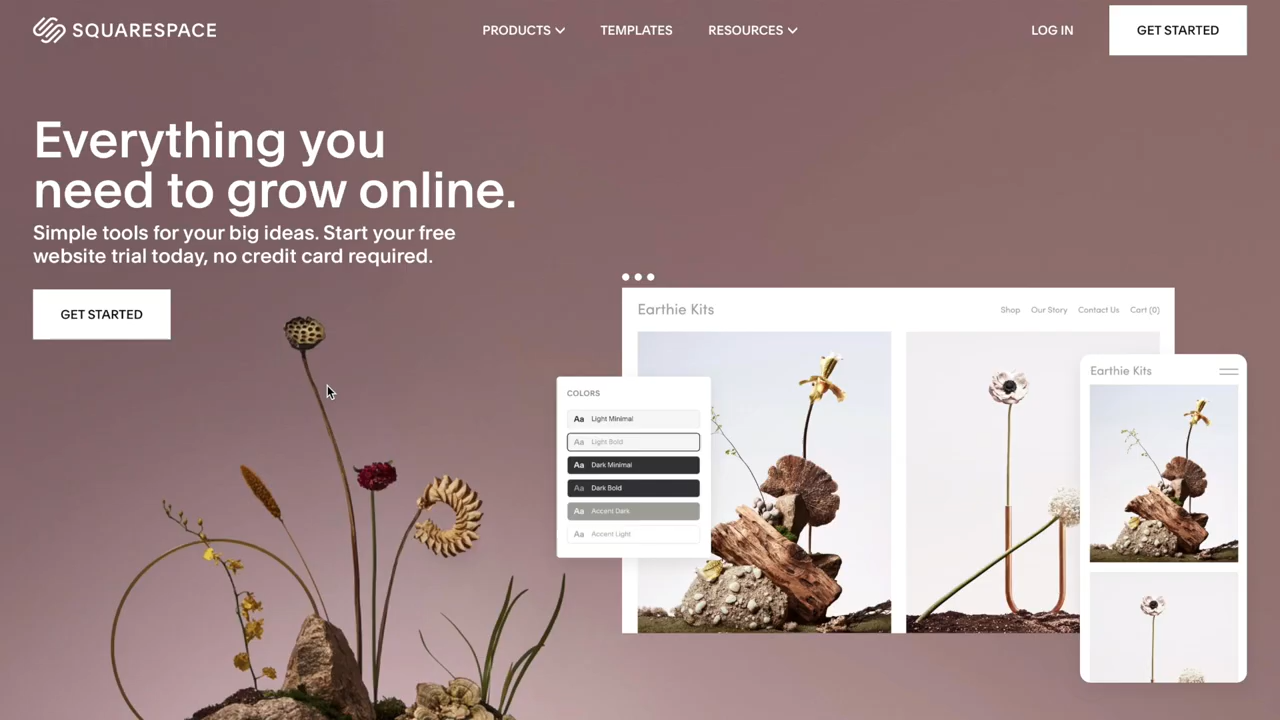 SQUARESPACE
PRODUCTS
TEMPLATES
RESOURCES
LOG IN
GET STARTED
Everything you
need to grow online.
Simple tools for your big ideas. Start your free
website trial today, no credit card required.
GET STARTED
Earthie Kits
Shop
Our Story
Contact Us
Cart (0)
COLORS
Aa Light Minimal
Aa Light Bold
Aa Dark Minimal
Aa Dark Bold
Aa Accent Dark
Aa Accent Light
Earthie Kits